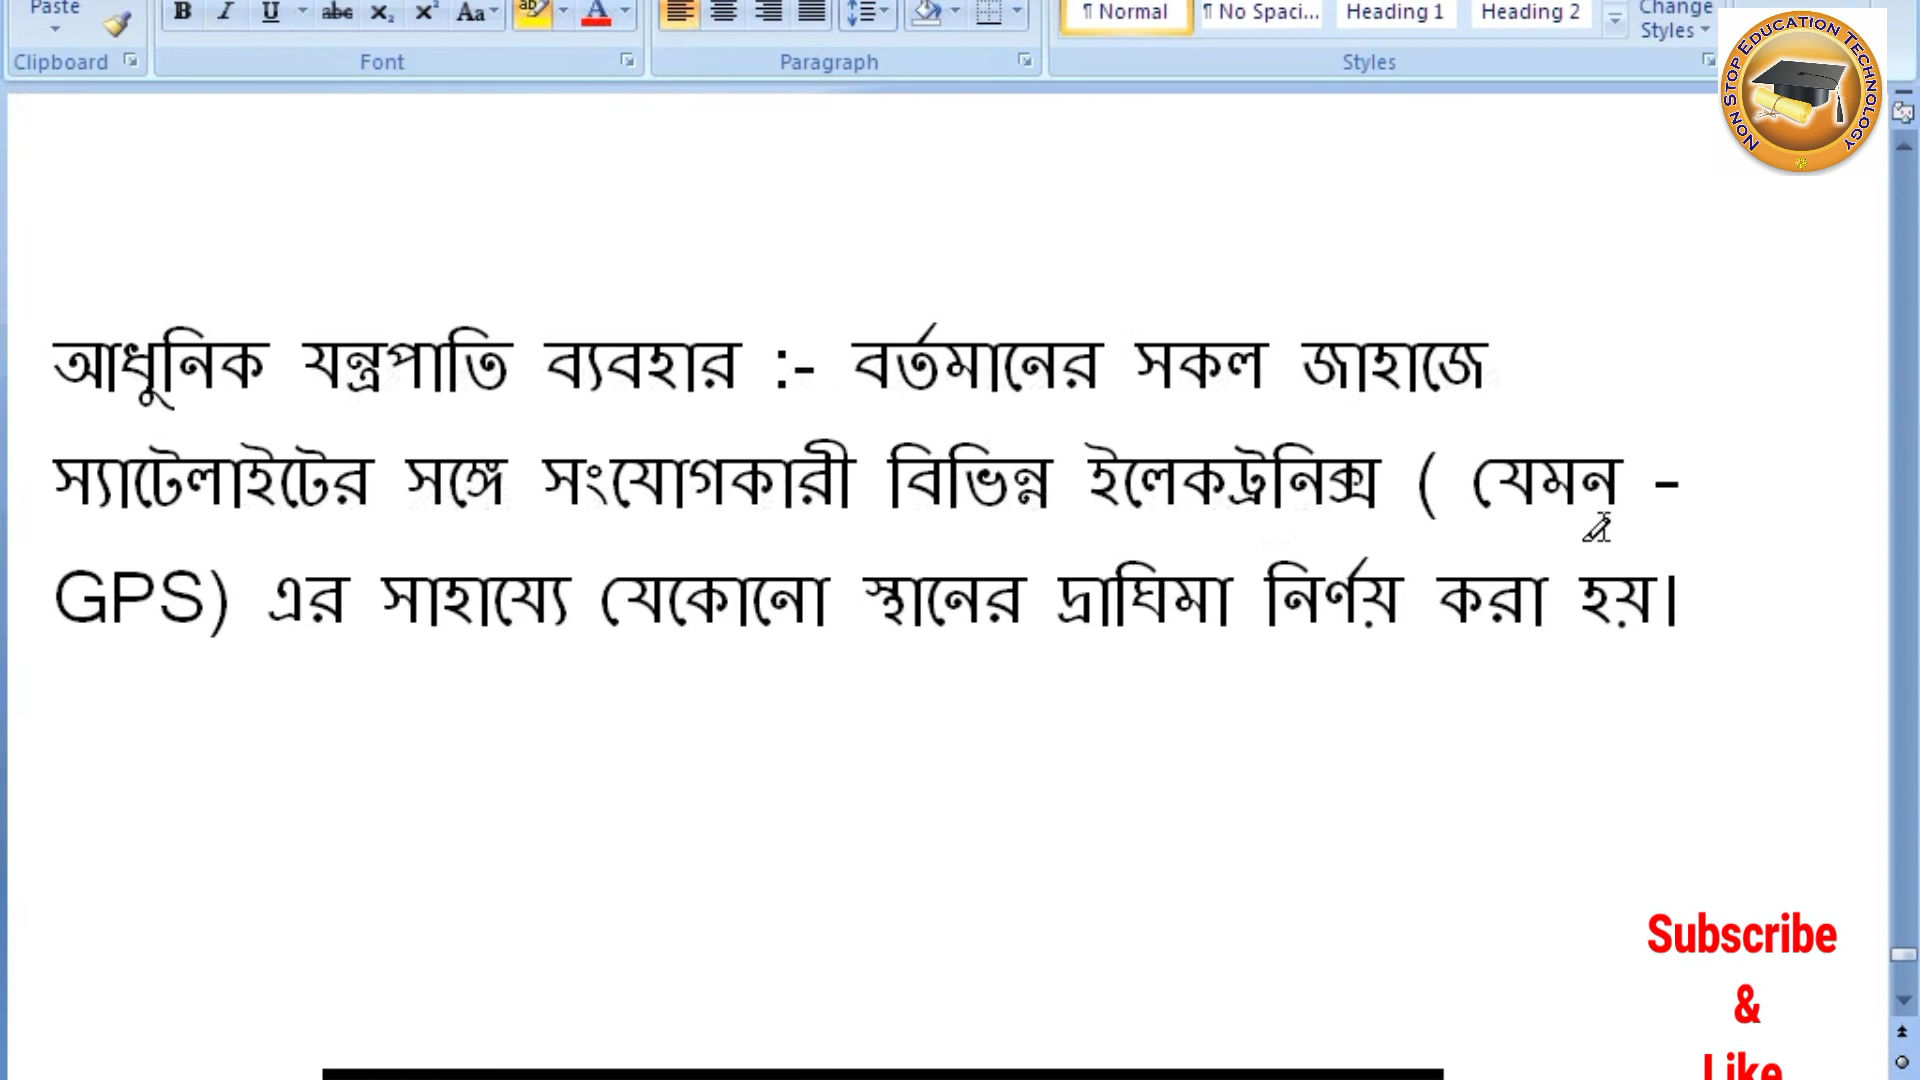 Paste
B I U abc X₂ X² Aa ab A
¶ Normal ¶ No Spaci... Heading 1 Heading 2 Change
Styles
Clipboard Font Paragraph Styles
NON STOP EDUCATION TECHNOLOGY
আধুনিক যন্ত্রপাতি ব্যবহার :- বর্তমানের সকল জাহাজে
স্যাটেলাইটের সঙ্গে সংযোগকারী বিভিন্ন ইলেকট্রনিক্স ( যেমন -
GPS) এর সাহায্যে যেকোনো স্থানের দ্রাঘিমা নির্ণয় করা হয়।
Subscribe
&
Like